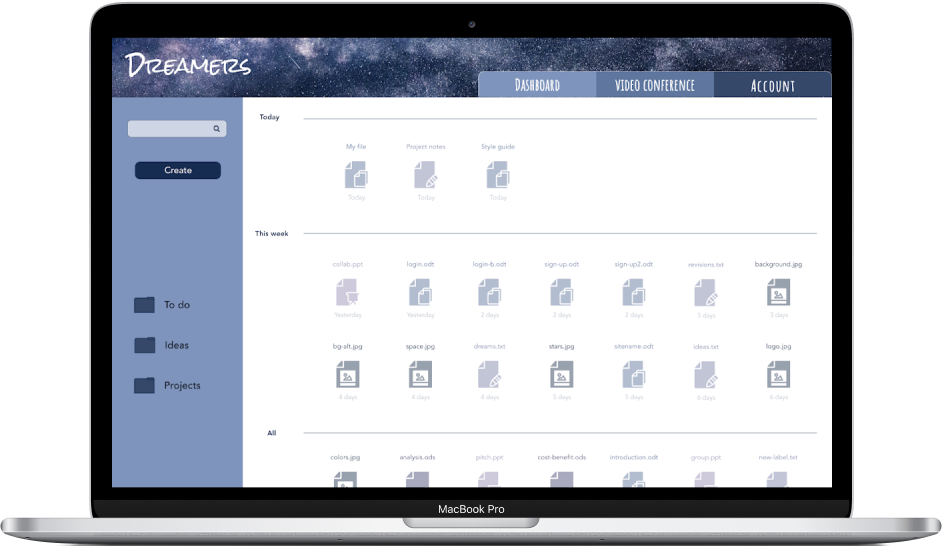 Dreamers
Dashboard
video conference
Account
Create
To do
Ideas
Projects
Today
My file
Project notes
Style guide
Today
Today
Today
This week
collab.ppt
login.odt
login-b.odt
sign-up.odt
sign-up2.odt
revisions.txt
background.jpg
Yesterday
Yesterday
2 days
2 days
2 days
3 days
3 days
bg-alt.jpg
space.jpg
dreams.txt
stars.jpg
sitename.odt
ideas.txt
logo.jpg
4 days
4 days
4 days
5 days
5 days
6 days
6 days
All
colors.jpg
analysis.ods
pitch.ppt
cost-benefit.ods
introduction.odt
group.ppt
new-label.txt
MacBook Pro